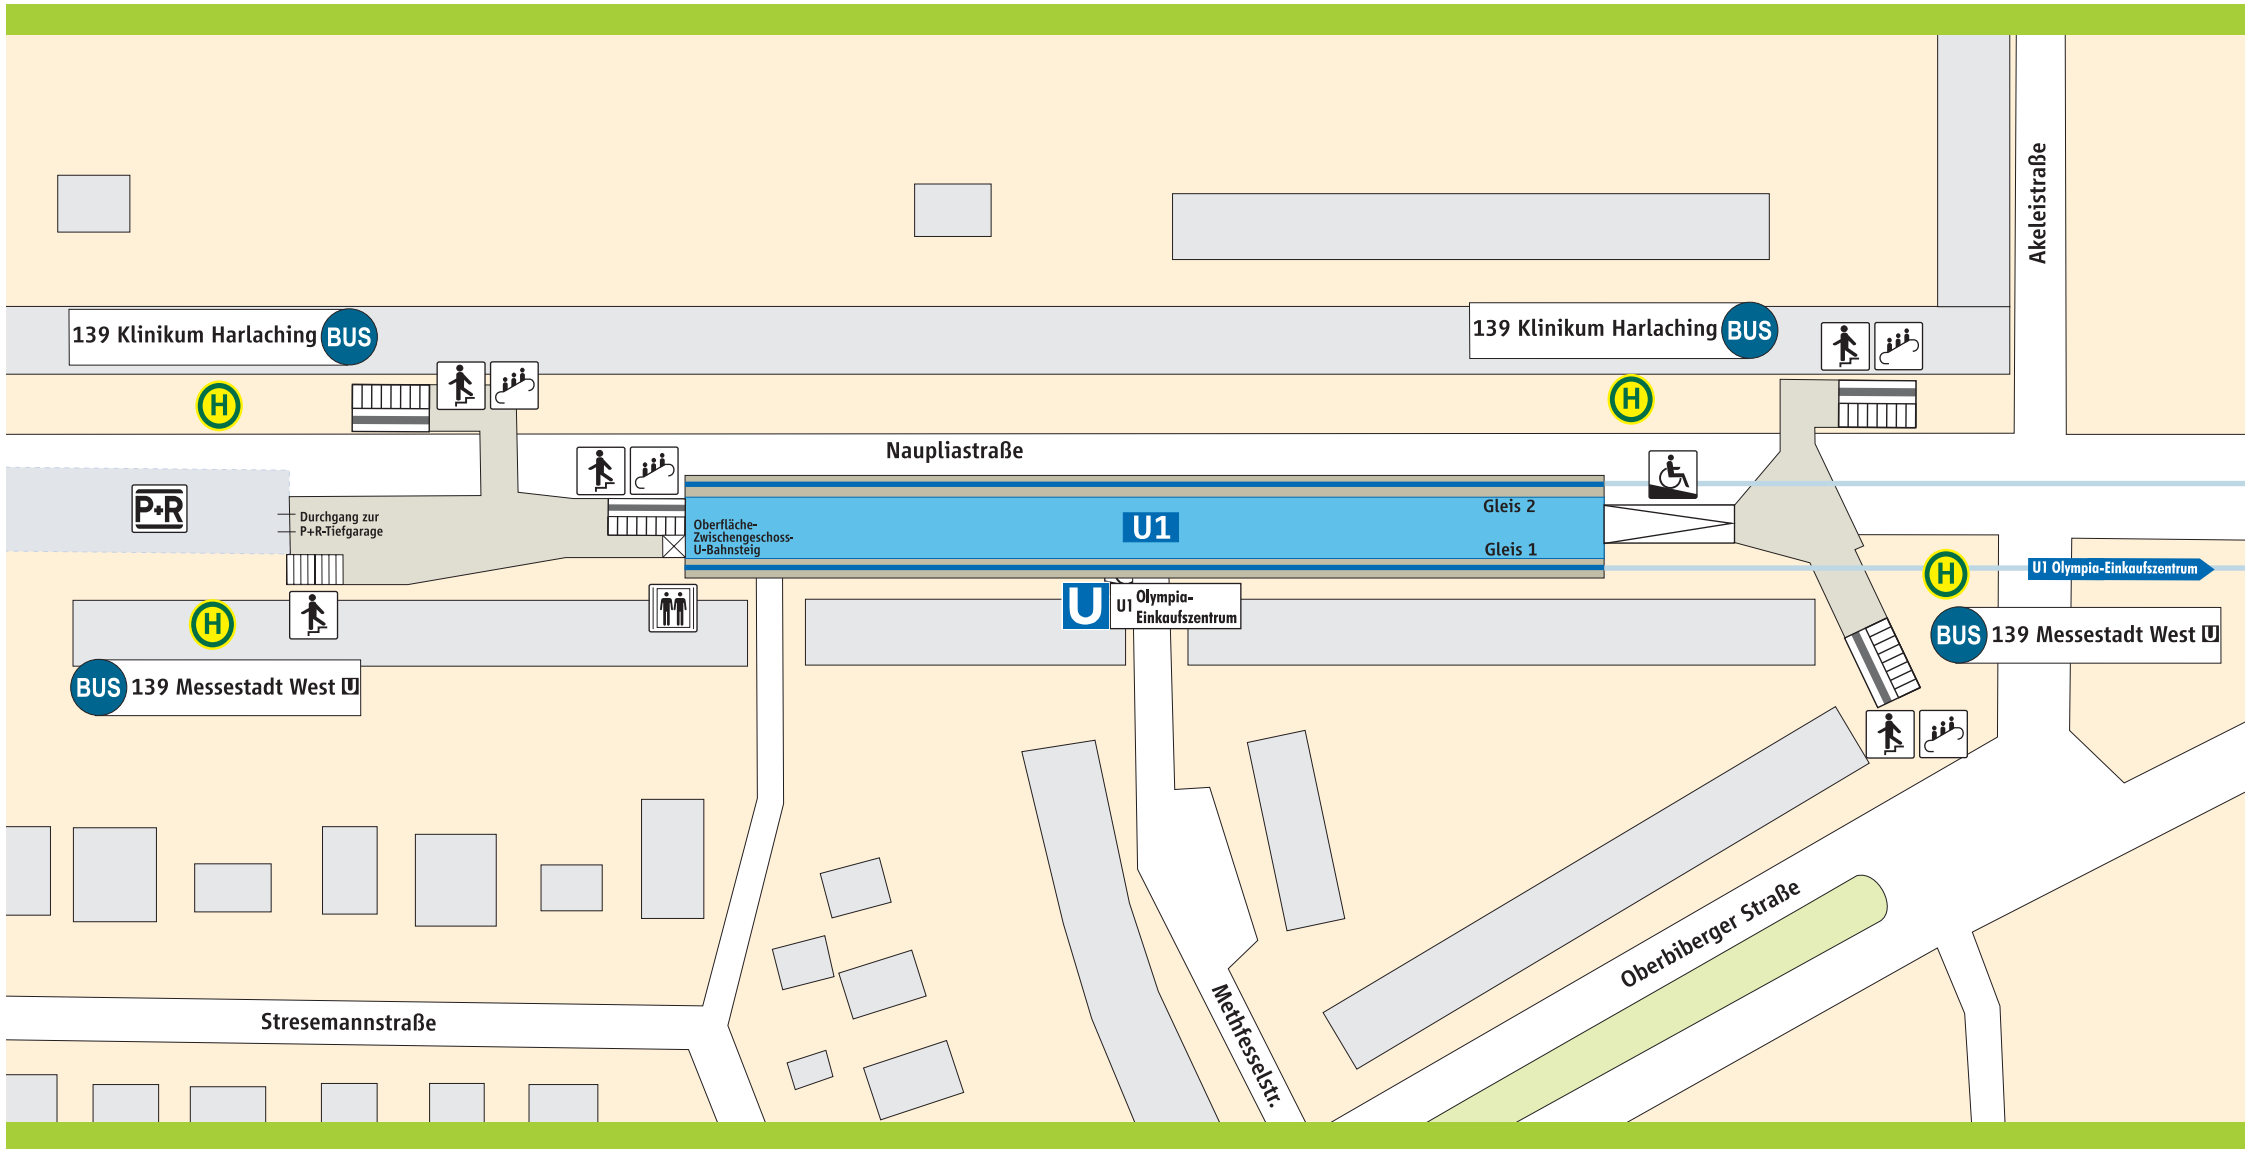 Akeleistraße
139 Klinikum Harlaching BUS
139 Klinikum Harlaching BUS
H
H
Naupliastraße
P+R
Durchgang zur
P+R-Tiefgarage
Oberfläche-
Zwischengeschoss-
U-Bahnsteig
U1
Gleis 2
Gleis 1
H
U1 Olympia-Einkaufszentrum
U
U1 Olympia-
Einkaufszentrum
H
BUS 139 Messestadt West U
BUS 139 Messestadt West U
Oberbiberger Straße
Stresemannstraße
Methfesselstr.